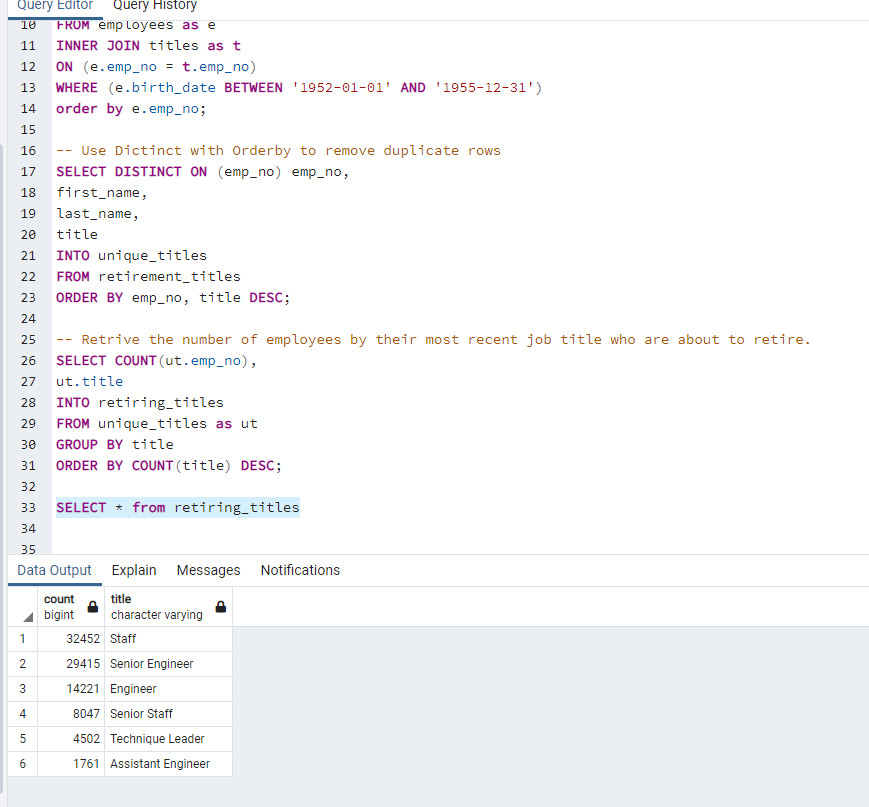 Query Editor Query History
10 FROM employees as e
11 INNER JOIN titles as t
12 ON (e.emp_no = t.emp_no)
13 WHERE (e.birth_date BETWEEN '1952-01-01' AND '1955-12-31')
14 order by e.emp_no;
15
16 -- Use Dictinct with Orderby to remove duplicate rows
17 SELECT DISTINCT ON (emp_no) emp_no,
18 first_name,
19 last_name,
20 title
21 INTO unique_titles
22 FROM retirement_titles
23 ORDER BY emp_no, title DESC;
24
25 -- Retrive the number of employees by their most recent job title who are about to retire.
26 SELECT COUNT(ut.emp_no),
27 ut.title
28 INTO retiring_titles
29 FROM unique_titles as ut
30 GROUP BY title
31 ORDER BY COUNT(title) DESC;
32
33 SELECT * from retiring_titles
34
35
Data Output Explain Messages Notifications
count title
bigint character varying
1 32452 Staff
2 29415 Senior Engineer
3 14221 Engineer
4 8047 Senior Staff
5 4502 Technique Leader
6 1761 Assistant Engineer